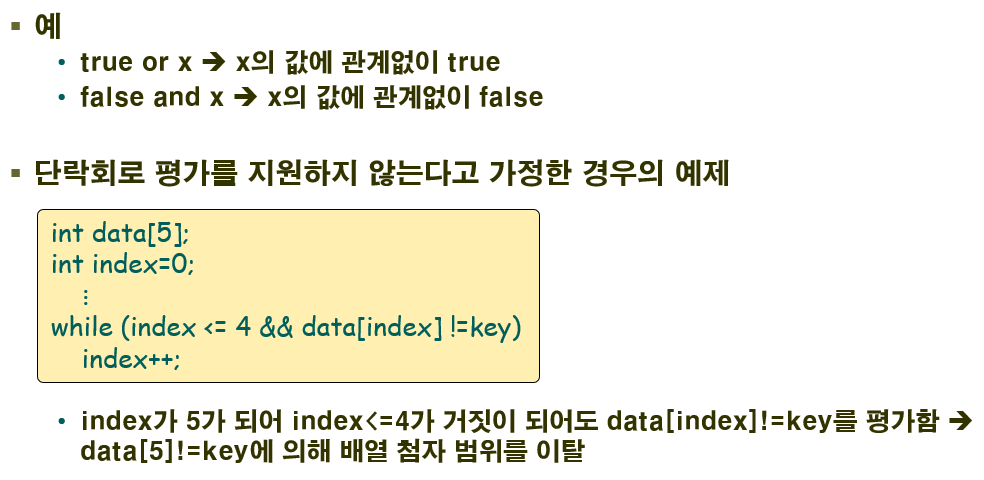 ▪ 예
• true or x ➔ x의 값에 관계없이 true
• false and x ➔ x의 값에 관계없이 false
▪ 단락회로 평가를 지원하지 않는다고 가정한 경우의 예제
int data[5];
int index=0;
⋮
while (index <= 4 && data[index] !=key)
index++;
• index가 5가 되어 index<=4가 거짓이 되어도 data[index]!=key를 평가함 ➔
data[5]!=key에 의해 배열 첨자 범위를 이탈